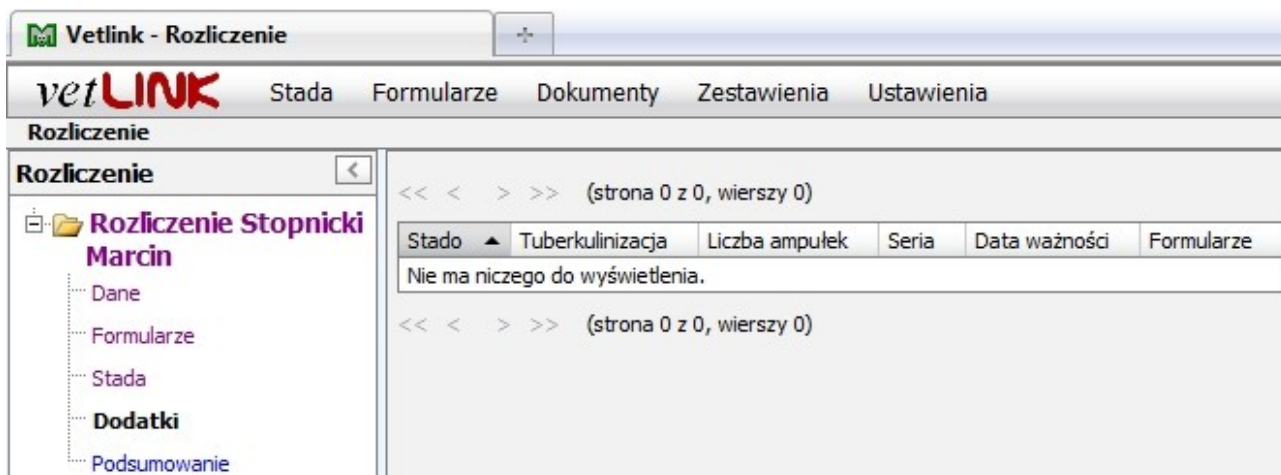 Vetlink - Rozliczenie
vetLINK Stada Formularze Dokumenty Zestawienia Ustawienia
Rozliczenie
Rozliczenie <
Rozliczenie Stopnicki
Marcin
Dane
Formularze
Stada
Dodatki
Podsumowanie
<< < > >> (strona 0 z 0, wierszy 0)
Stado Tuberkulinizacja Liczba ampułek Seria Data ważności Formularze
Nie ma niczego do wyświetlenia.
<< < > >> (strona 0 z 0, wierszy 0)